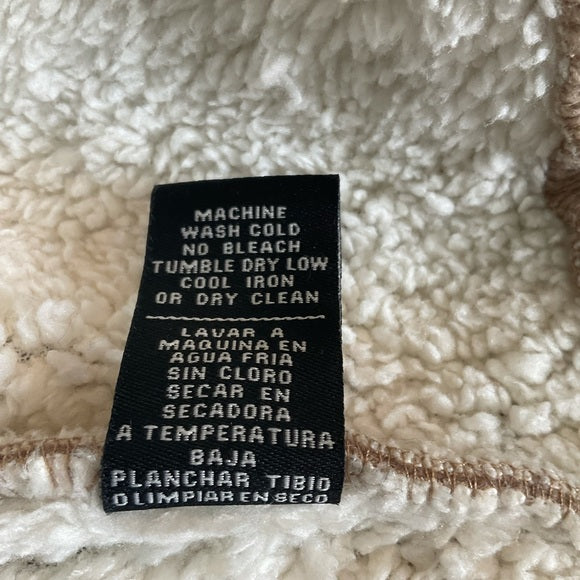 MACHINE
WASH COLD
NO BLEACH
TUMBLE DRY LOW
COOL IRON
OR DRY CLEAN
LAVAR A
MAQUINA EN
AGUA FRIA
SIN CLORO
SECAR EN
SECADORA
A TEMPERATURA
BAJA
PLANCHAR TIBIO
O LIMPIAR EN SECO